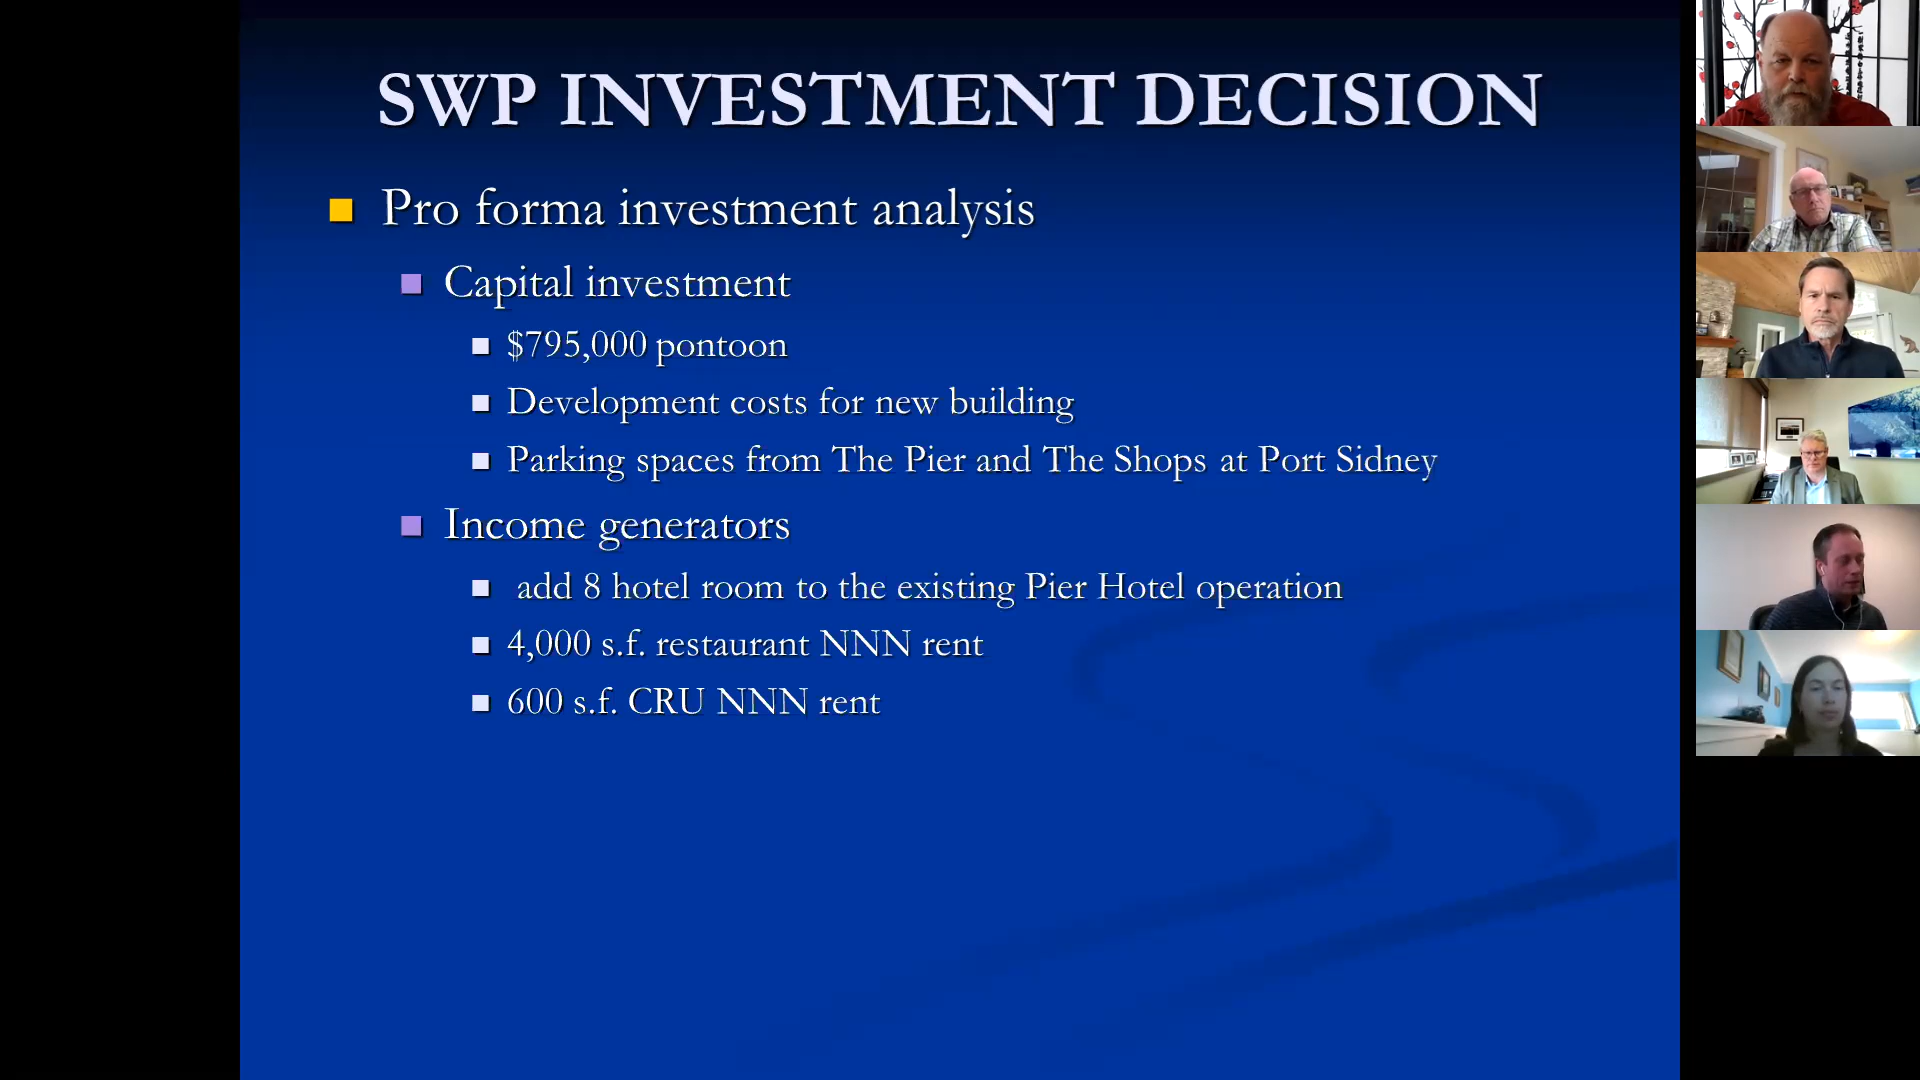 SWP INVESTMENT DECISION
Pro forma investment analysis
Capital investment
$795,000 pontoon
Development costs for new building
Parking spaces from The Pier and The Shops at Port Sidney
Income generators
add 8 hotel room to the existing Pier Hotel operation
4,000 s.f. restaurant NNN rent
600 s.f. CRU NNN rent